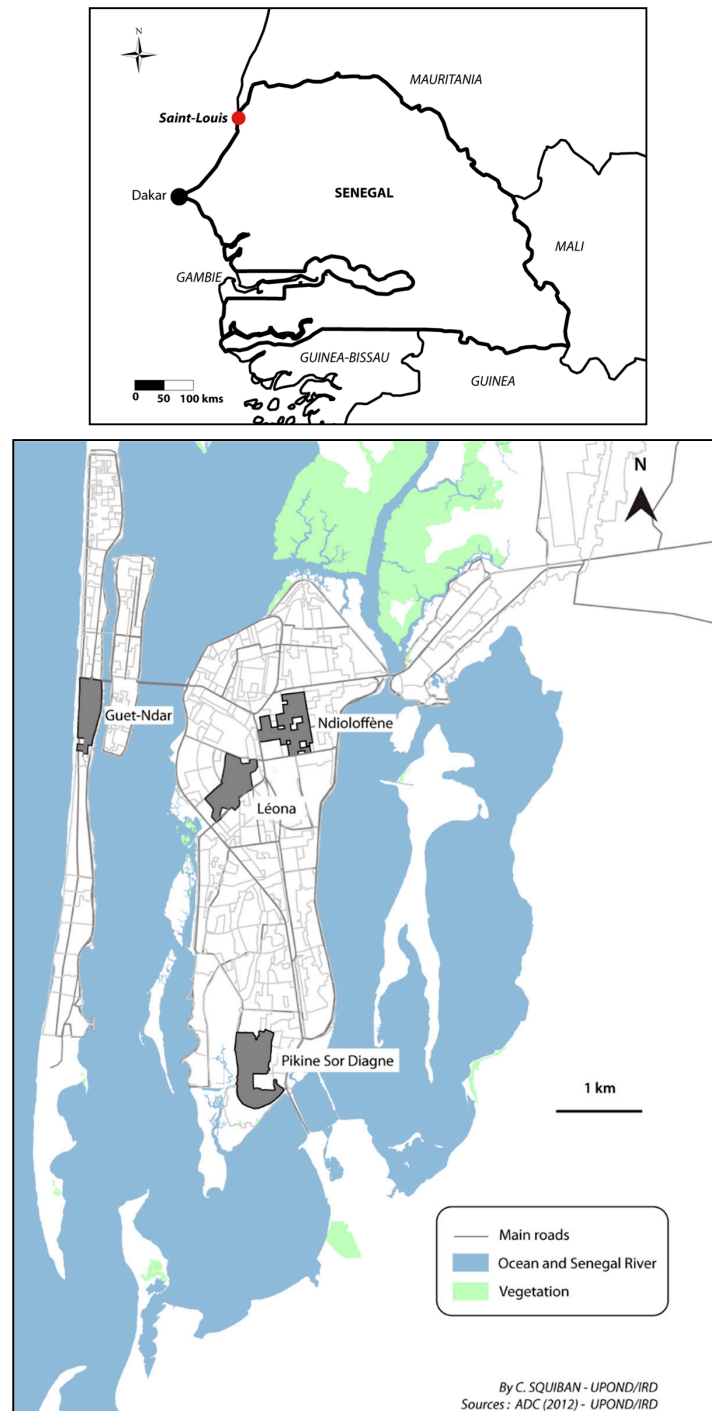 N
MAURITANIA
Saint-Louis
Dakar
SENEGAL
MALI
GAMBIE
GUINEA-BISSAU
GUINEA
0 50 100 kms
N
Guet-Ndar
Ndioloffène
Léona
Pikine Sor Diagne
1 km
Main roads
Ocean and Senegal River
Vegetation
By C. SQUIBAN - UPOND/IRD
Sources : ADC (2012) - UPOND/IRD